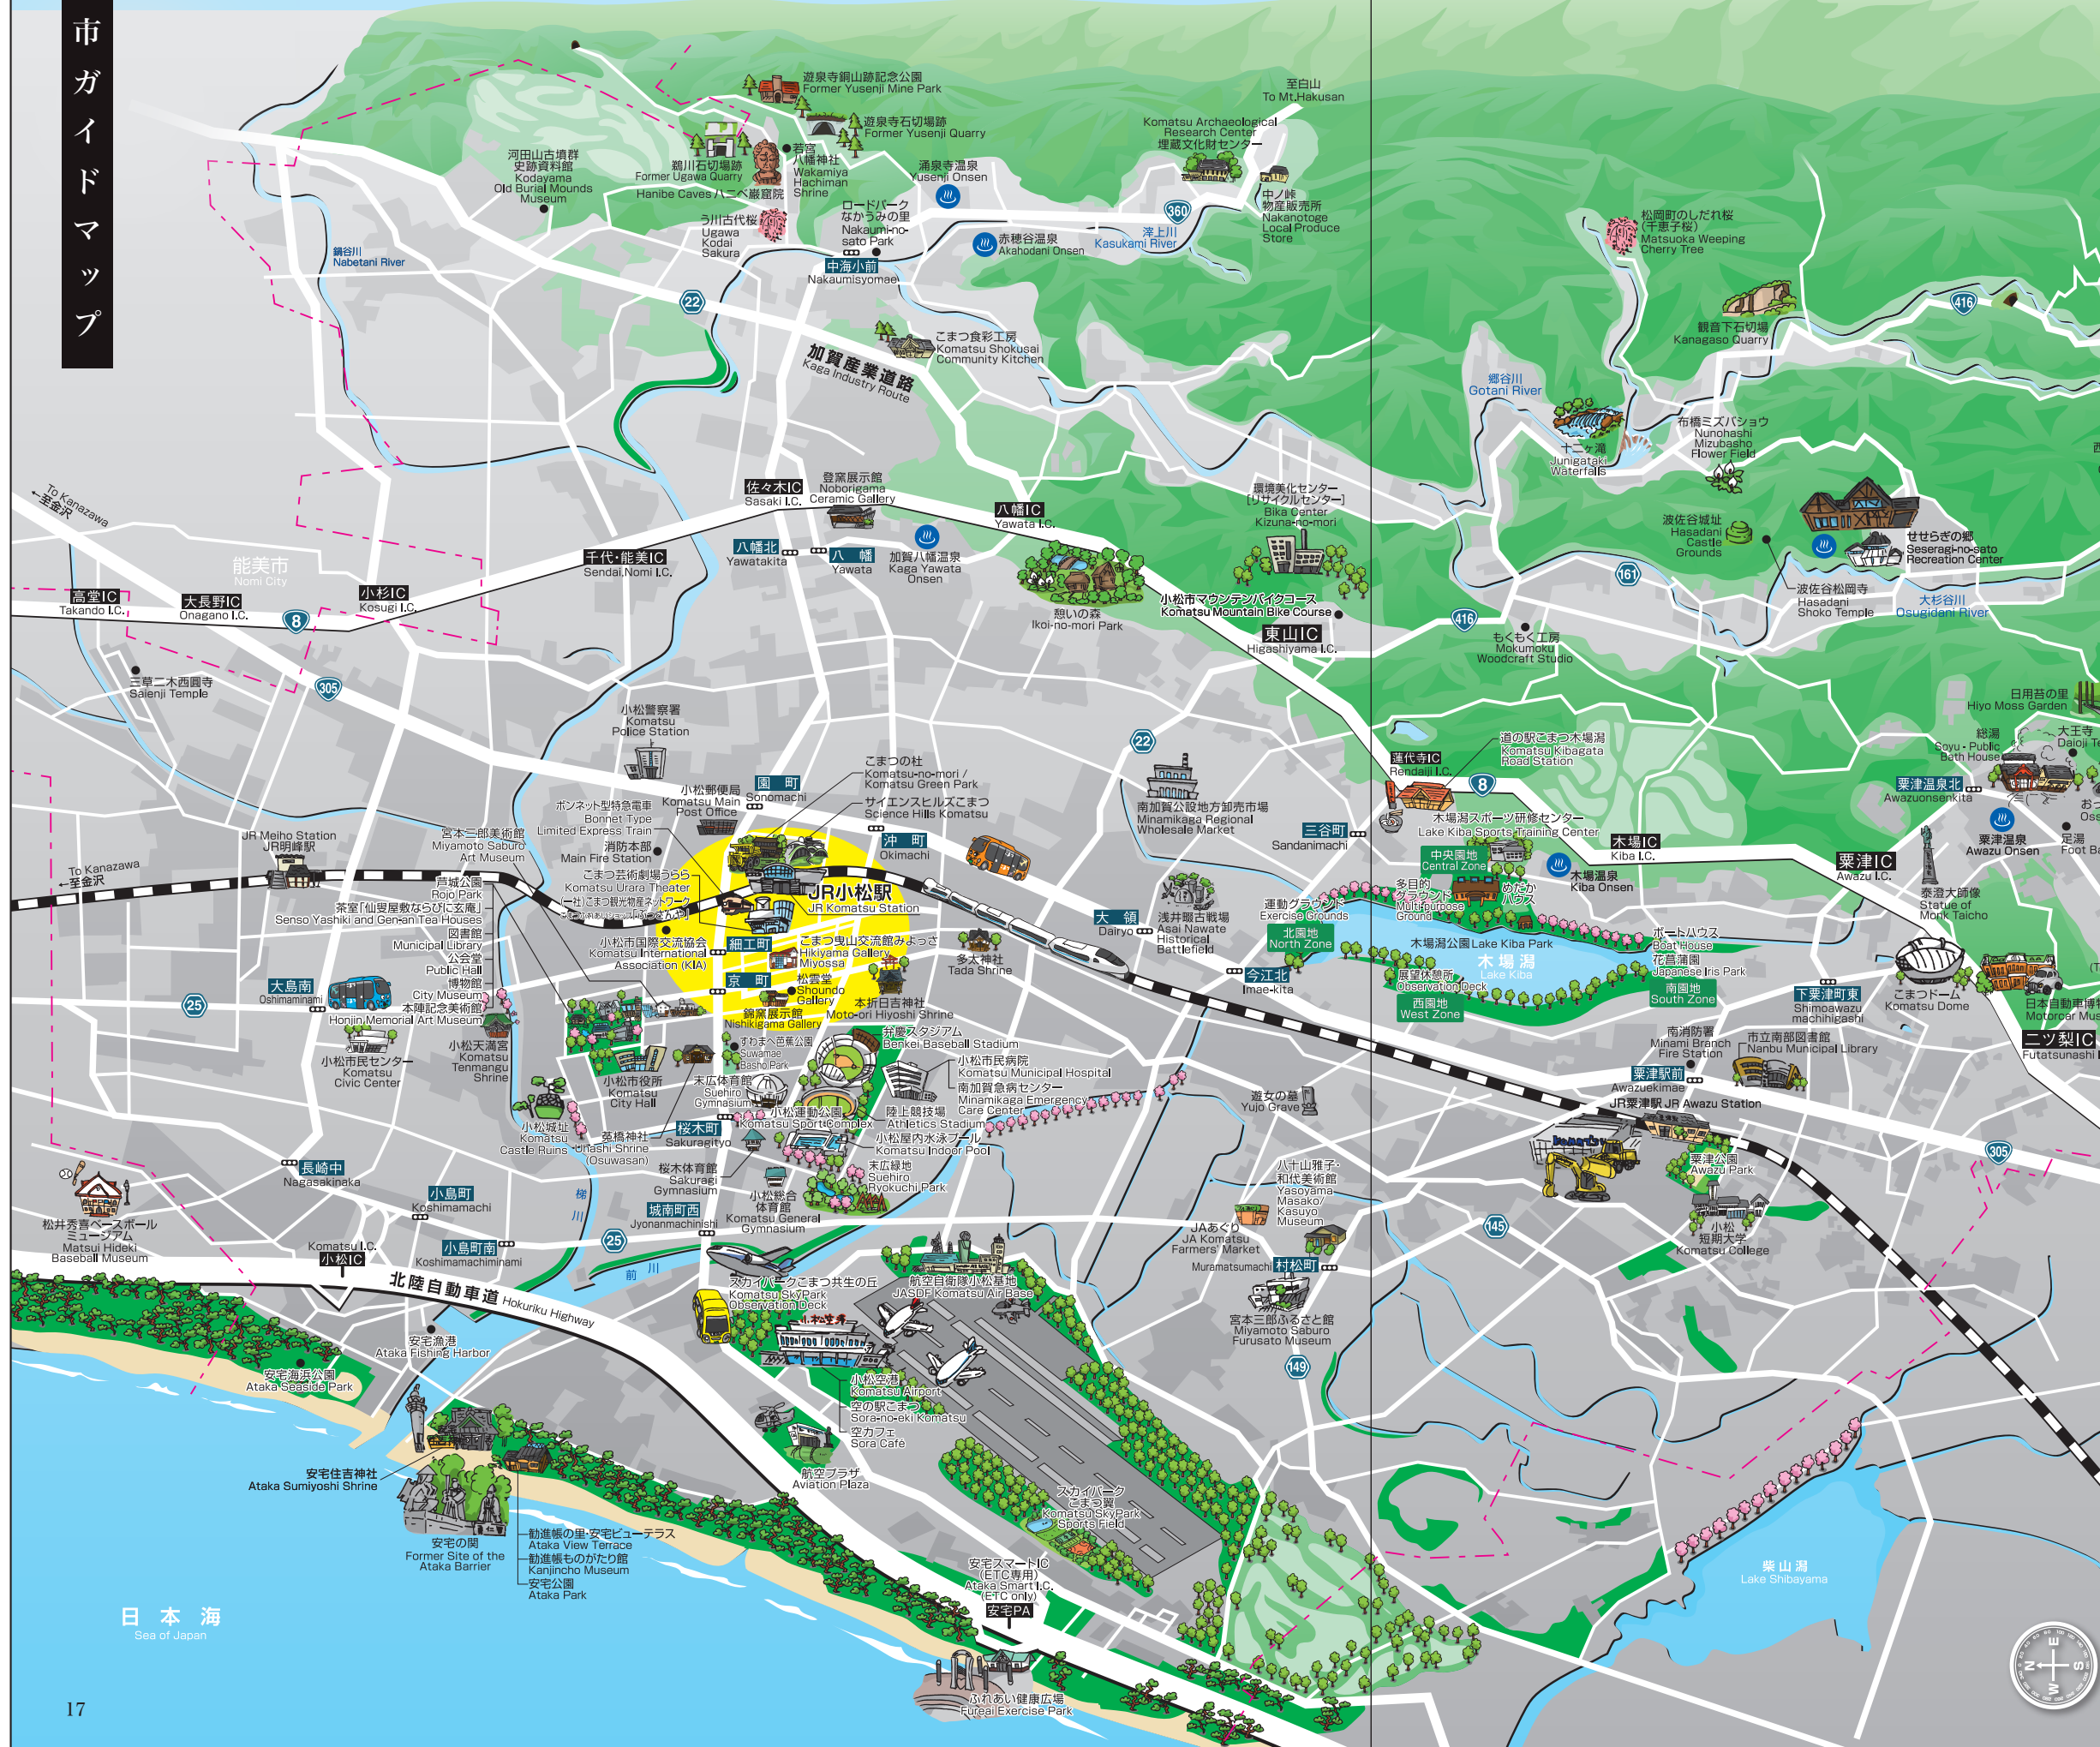 市ガイドマップ
遊泉寺銅山跡記念公園
Former Yusenji Mine Park
遊泉寺石切場跡
Former Yusenji Quarry
至白山
To Mt.Hakusan
Komatsu Archaeological
Research Center
埋蔵文化財センター
河田山古墳群
史跡資料館
Kodayama
Old Burial Mounds
Museum
鵜川石切場跡
Former Ugawa Quarry
Hanibe Caves ハニベ巌窟院
若宮
八幡神社
Wakamiya
Hachiman
Shrine
涌泉寺温泉
Yusenji Onsen
う川古代桜
Ugawa
Kodai
Sakura
ロードパーク
なかうみの里
Nakaumi-no-
sato Park
中海小前
Nakaumisyomae
赤穂谷温泉
Akahodani Onsen
360
滓上川
Kasukami River
中ノ峠
物産販売所
Nakanotoge
Local Produce
Store
鍋谷川
Nabetani River
22
松岡町のしだれ桜
(千恵子桜)
Matsuoka Weeping
Cherry Tree
観音下石切場
Kanagaso Quarry
416
こまつ食彩工房
Komatsu Shokusai
Community Kitchen
加賀産業道路
Kaga Industry Route
郷谷川
Gotani River
十二ヶ滝
Junigataki
Waterfalls
布橋ミズバショウ
Nunohashi
Mizubasho
Flower Field
To Kanazawa
←至金沢
能美市
Nomi City
佐々木IC
Sasaki I.C.
登窯展示館
Noborigama
Ceramic Gallery
八幡IC
Yawata I.C.
環境美化センター
[リサイクルセンター]
Bika Center
Kizuna-no-mori
波佐谷城址
Hasadani
Castle
Grounds
せせらぎの郷
Seseragi-no-sato
Recreation Center
千代・能美IC
Sendai,Nomi I.C.
八幡北
Yawatakita
八幡
Yawata
加賀八幡温泉
Kaga Yawata
Onsen
憩いの森
Ikoi-no-mori Park
161
波佐谷松岡寺
Hasadani
Shoko Temple
大杉谷川
Osugidani River
高堂IC
Takando I.C.
大長野IC
Onagano I.C.
8
小杉IC
Kosugi I.C.
小松市マウンテンバイクコース
Komatsu Mountain Bike Course
東山IC
Higashiyama I.C.
416
もくもく工房
Mokumoku
Woodcraft Studio
三草二木西圓寺
Saienji Temple
305
小松警察署
Komatsu
Police Station
22
日用苔の里
Hiyo Moss Garden
総湯
Soyu - Public
Bath House
大王寺
粟津温泉北
Awazuonsenkita
蓮代寺IC
Rendaiji I.C.
道の駅こまつ木場潟
Komatsu Kibagata
Road Station
8
こまつの杜
Komatsu-no-mori /
Komatsu Green Park
サイエンスヒルズこまつ
Science Hills Komatsu
園町
Sonomachi
小松郵便局
Komatsu Main
Post Office
ボンネット型特急電車
Bonnet Type
Limited Express Train
消防本部
Main Fire Station
こまつ芸術劇場うらら
Komatsu Urara Theater
(一社)こまつ観光物産ネットワーク
沖町
Okimachi
南加賀公設地方卸売市場
Minamikaga Regional
Wholesale Market
三谷町
Sandanimachi
木場潟スポーツ研修センター
Lake Kiba Sports Training Center
中央園地
Central Zone
木場IC
Kiba I.C.
木場温泉
Kiba Onsen
粟津IC
Awazu I.C.
粟津温泉
Awazu Onsen
足湯
泰澄大師像
Statue of
Monk Taicho
JR Meiho Station
JR明峰駅
To Kanazawa
←至金沢
宮本三郎美術館
Miyamoto Saburo
Art Museum
芦城公園
Rojo Park
茶室「仙叟屋敷ならびに玄庵」
Senso Yashiki and Gen-an Tea Houses
図書館
Municipal Library
公会堂
Public Hall
博物館
City Museum
本陣記念美術館
Honjin Memorial Art Museum
JR小松駅
JR Komatsu Station
小松市国際交流協会
Komatsu International
Association (KIA)
細工町
こまつ曳山交流館みよっさ
Hikiyama Gallery
Miyossa
京町
松雲堂
Shoundo
Gallery
錦窯展示館
Nishikigama Gallery
本折日吉神社
Moto-ori Hiyoshi Shrine
多太神社
Tada Shrine
大領
Dairyo
浅井畷古戦場
Asai Nawate
Historical
Battlefield
運動グラウンド
Exercise Grounds
北園地
North Zone
多目的
グラウンド
Multi-purpose
Ground
めだか
ハウス
木場潟公園 Lake Kiba Park
木場潟
Lake Kiba
ボートハウス
Boat House
花菖蒲園
Japanese Iris Park
南園地
South Zone
展望休憩所
Observation Deck
西園地
West Zone
今江北
Imae-kita
下粟津町東
Shimoawazu
machihigashi
こまつドーム
Komatsu Dome
二ツ梨IC
大島南
Oshimaminami
25
小松市民センター
Komatsu
Civic Center
小松天満宮
Komatsu
Tenmangu
Shrine
小松市役所
Komatsu
City Hall
すわまへ芭蕉公園
Suwamae
Basho Park
末広体育館
Suehiro
Gymnasium
弁慶スタジアム
Benkei Baseball Stadium
小松市民病院
Komatsu Municipal Hospital
南加賀急病センター
Minamikaga Emergency
Care Center
小松運動公園
Komatsu Sport Complex
陸上競技場
Athletics Stadium
小松屋内水泳プール
Komatsu Indoor Pool
南消防署
Minami Branch
Fire Station
市立南部図書館
Nanbu Municipal Library
粟津駅前
Awazuekimae
JR粟津駅 JR Awazu Station
KOMATSU
遊女の墓
Yujo Grave
小松城址
Komatsu
Castle Ruins
莵橋神社
Uhashi Shrine
(Osuwasan)
桜木町
Sakuragityo
桜木体育館
Sakuragi
Gymnasium
小松総合
体育館
Komatsu General
Gymnasium
末広緑地
Suehiro
Ryokuchi Park
長崎中
Nagasakinaka
小島町
Koshimamachi
小島町南
Koshimamachiminami
城南町西
Jyonanmachinishi
梯川
前川
25
八十山雅子・
和代美術館
Yasoyama
Masako/
Kasuyo
Museum
JAあぐり
JA Komatsu
Farmers' Market
粟津公園
Awazu Park
小松
短期大学
Komatsu College
145
305
松井秀喜ベースボール
ミュージアム
Matsui Hideki
Baseball Museum
Komatsu I.C.
小松IC
北陸自動車道 Hokuriku Highway
スカイパークこまつ共生の丘
Komatsu SkyPark
Observation Deck
航空自衛隊小松基地
JASDF Komatsu Air Base
Muramatsumachi 村松町
宮本三郎ふるさと館
Miyamoto Saburo
Furusato Museum
149
安宅漁港
Ataka Fishing Harbor
安宅海浜公園
Ataka Seaside Park
小松空港
Komatsu Airport
空の駅こまつ
Sora-no-eki Komatsu
空カフェ
Sora Café
航空プラザ
Aviation Plaza
安宅住吉神社
Ataka Sumiyoshi Shrine
安宅の関
Former Site of the
Ataka Barrier
勧進帳の里・安宅ビューテラス
Ataka View Terrace
勧進帳ものがたり館
Kanjincho Museum
安宅公園
Ataka Park
スカイパーク
こまつ翼
Komatsu SkyPark
Sports Field
安宅スマートIC
(ETC専用)
Ataka Smart I.C.
(ETC only)
安宅PA
ふれあい健康広場
Fureai Exercise Park
柴山潟
Lake Shibayama
日本海
Sea of Japan
E
N S
W
17